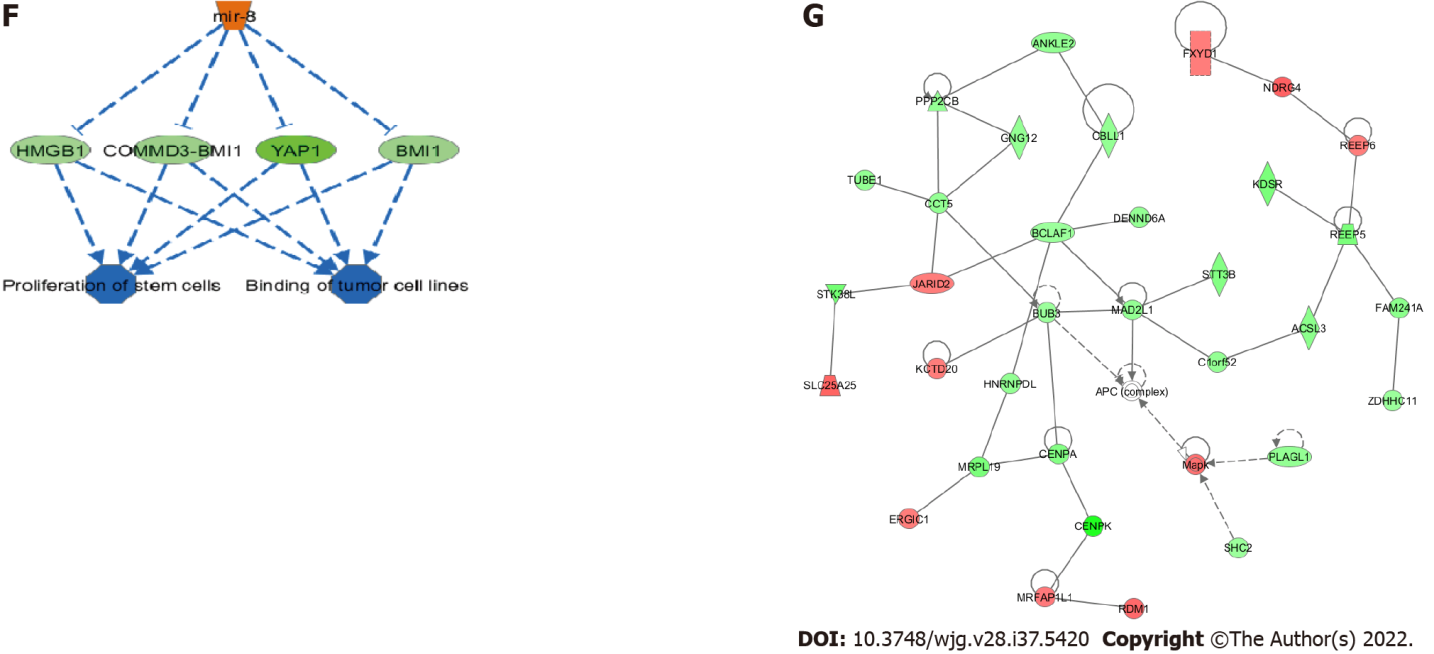 F
mir-8
HMGB1
COMMD3-BMI1
YAP1
BMI1
Proliferation of stem cells
Binding of tumor cell lines
G
ANKLE2
FXYD1
NDRG4
PPP2CB
GNG12
CBLL1
REEP6
TUBE1
KDSR
CCT5
DENND6A
BCLAF1
REEP5
STT3B
JARID2
STK38L
BUB3
MAD2L1
FAM241A
ACSL3
C1orf52
KCTD20
SLC25A25
HNRNPDL
APC (complex)
ZDHHC11
CENPA
PLAGL1
MRPL19
Mapk
ERGIC1
CENPK
SHC2
MRFAP1L1
RDM1
DOI: 10.3748/wjg.v28.i37.5420 Copyright ©The Author(s) 2022.